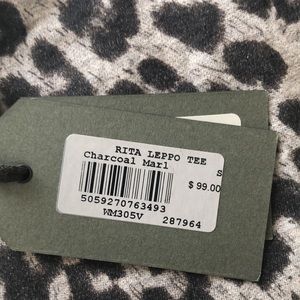 RITA LEPPO TEE
Charcoal Marl
S
$ 99.00
5059270763493
WM305V 287964